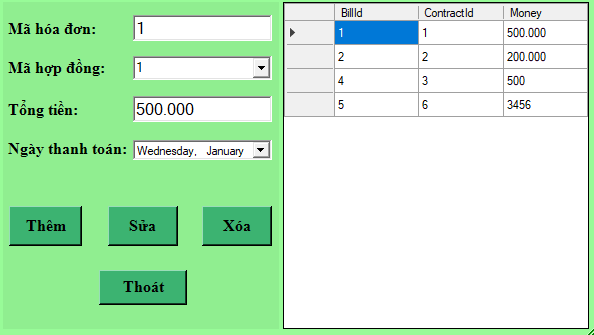 Mã hóa đơn: 1
Mã hợp đồng: 1
Tổng tiền: 500.000
Ngày thanh toán: Wednesday, January
Thêm Sửa Xóa
Thoát
BillId ContractId Money
1 1 500.000
2 2 200.000
4 3 500
5 6 3456